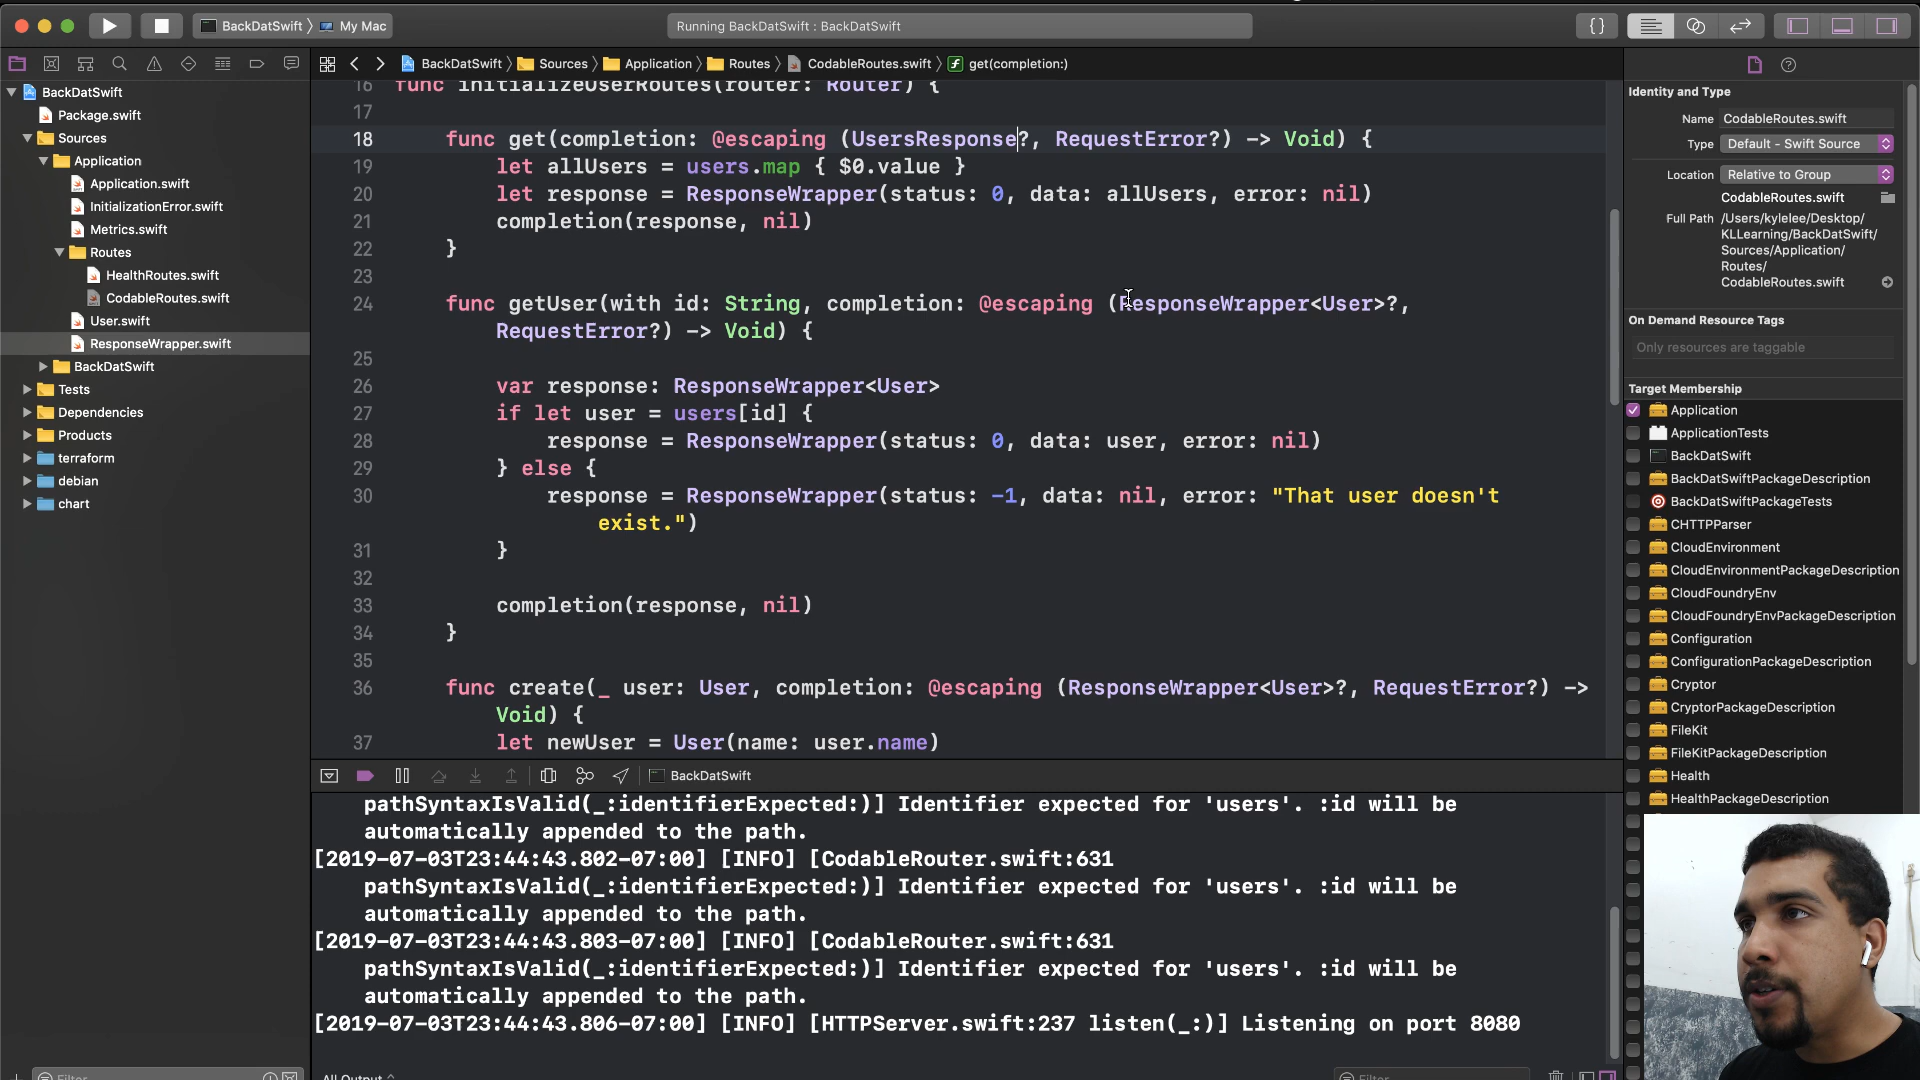 BackDatSwift 〉 My Mac
Running BackDatSwift : BackDatSwift
{}
BackDatSwift 〉 Sources 〉 Application 〉 Routes 〉 CodableRoutes.swift 〉 get(completion:)
BackDatSwift
Package.swift
Sources
Application
Application.swift
InitializationError.swift
Metrics.swift
Routes
HealthRoutes.swift
CodableRoutes.swift
User.swift
ResponseWrapper.swift
BackDatSwift
Tests
Dependencies
Products
terraform
debian
chart
Filter
16 func initializeUserRoutes(router: Router) {
17
18 func get(completion: @escaping (UsersResponse?, RequestError?) -> Void) {
19 let allUsers = users.map { $0.value }
20 let response = ResponseWrapper(status: 0, data: allUsers, error: nil)
21 completion(response, nil)
22 }
23
24 func getUser(with id: String, completion: @escaping (ResponseWrapper<User>?,
RequestError?) -> Void) {
25
26 var response: ResponseWrapper<User>
27 if let user = users[id] {
28 response = ResponseWrapper(status: 0, data: user, error: nil)
29 } else {
30 response = ResponseWrapper(status: -1, data: nil, error: "That user doesn't
exist.")
31 }
32
33 completion(response, nil)
34 }
35
36 func create(_ user: User, completion: @escaping (ResponseWrapper<User>?, RequestError?) ->
Void) {
37 let newUser = User(name: user.name)
BackDatSwift
pathSyntaxIsValid(_:identifierExpected:)] Identifier expected for 'users'. :id will be
automatically appended to the path.
[2019-07-03T23:44:43.802-07:00] [INFO] [CodableRouter.swift:631
pathSyntaxIsValid(_:identifierExpected:)] Identifier expected for 'users'. :id will be
automatically appended to the path.
[2019-07-03T23:44:43.803-07:00] [INFO] [CodableRouter.swift:631
pathSyntaxIsValid(_:identifierExpected:)] Identifier expected for 'users'. :id will be
automatically appended to the path.
[2019-07-03T23:44:43.806-07:00] [INFO] [HTTPServer.swift:237 listen(_:)] Listening on port 8080
All Output
Filter
Identity and Type
Name CodableRoutes.swift
Type Default - Swift Source
Location Relative to Group
CodableRoutes.swift
Full Path /Users/kylelee/Desktop/
KLLearning/BackDatSwift/
Sources/Application/
Routes/
CodableRoutes.swift
On Demand Resource Tags
Only resources are taggable
Target Membership
Application
ApplicationTests
BackDatSwift
BackDatSwiftPackageDescription
BackDatSwiftPackageTests
CHTTPParser
CloudEnvironment
CloudEnvironmentPackageDescription
CloudFoundryEnv
CloudFoundryEnvPackageDescription
Configuration
ConfigurationPackageDescription
Cryptor
CryptorPackageDescription
FileKit
FileKitPackageDescription
Health
HealthPackageDescription